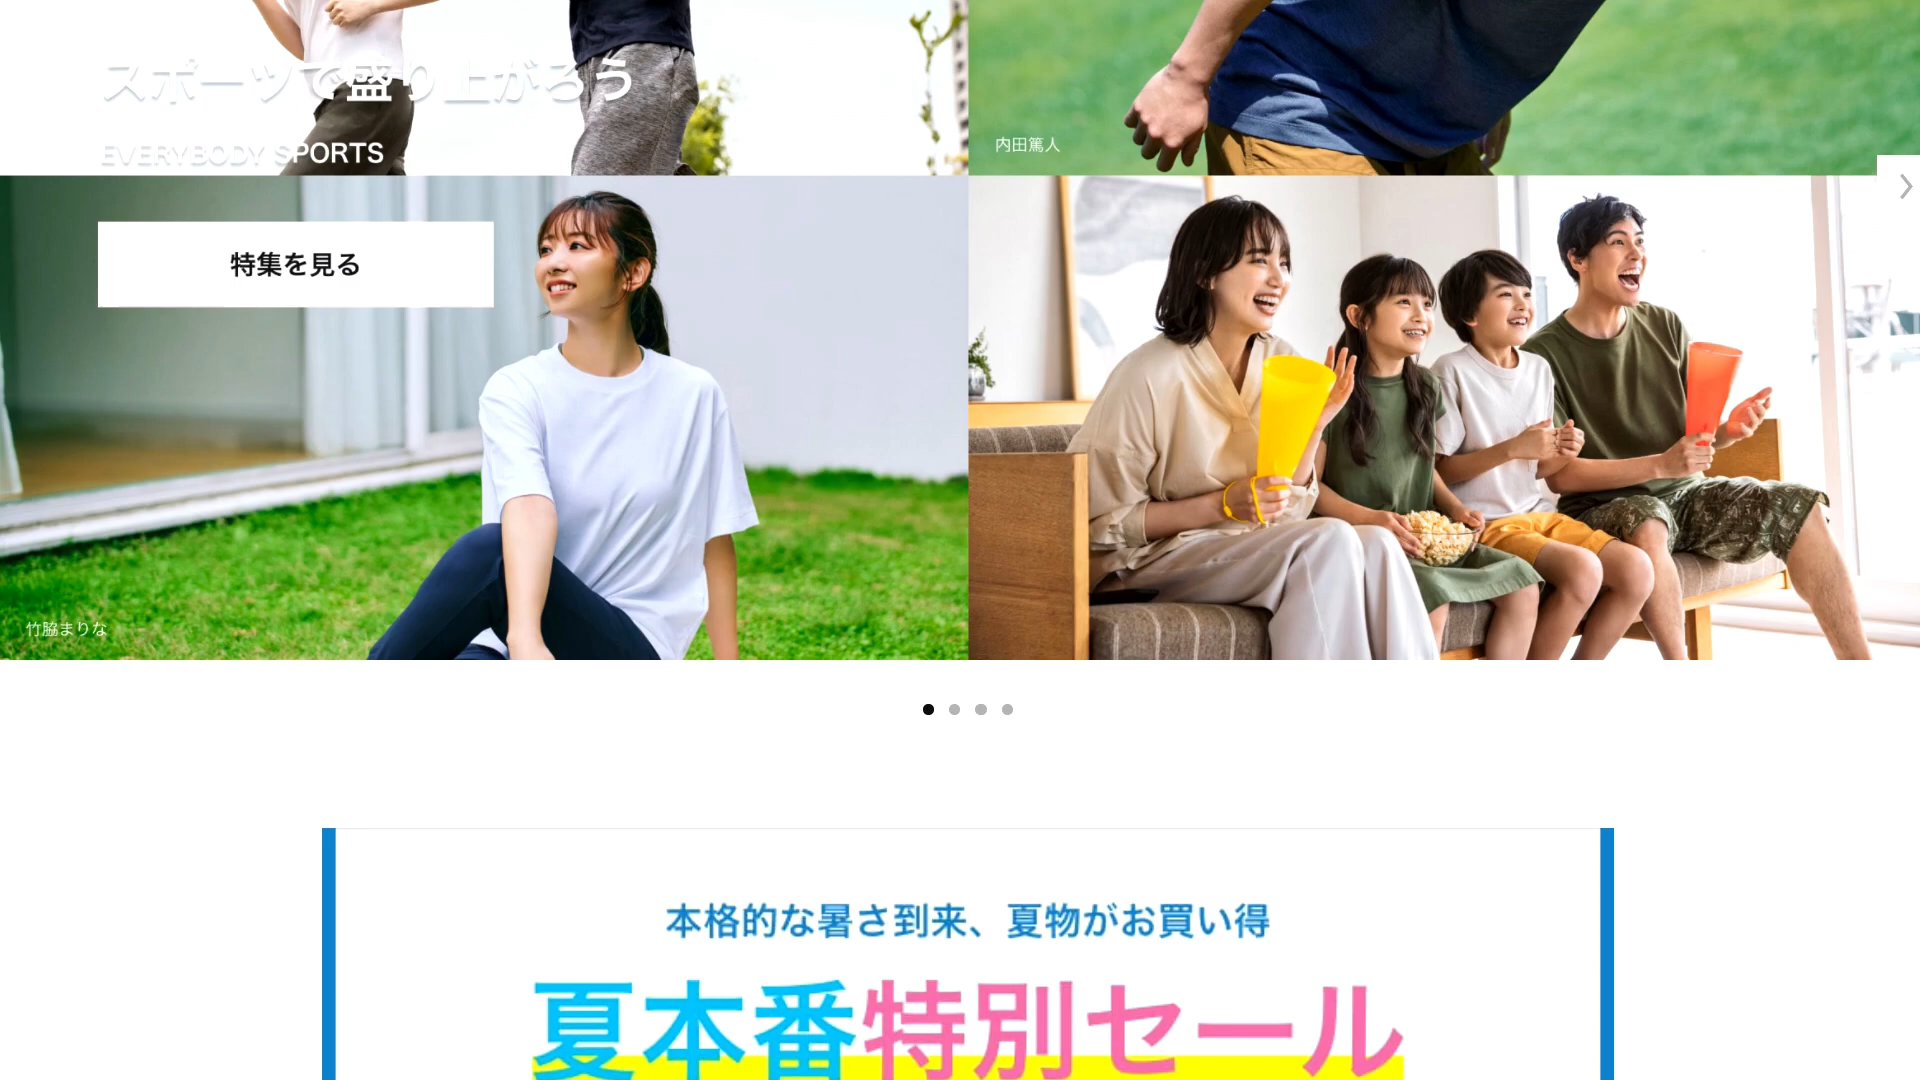 スポーツで盛り上がろう
EVERYBODY SPORTS
内田篤人
特集を見る
竹脇まりな
本格的な暑さ到来、夏物がお買い得
夏本番特別セール